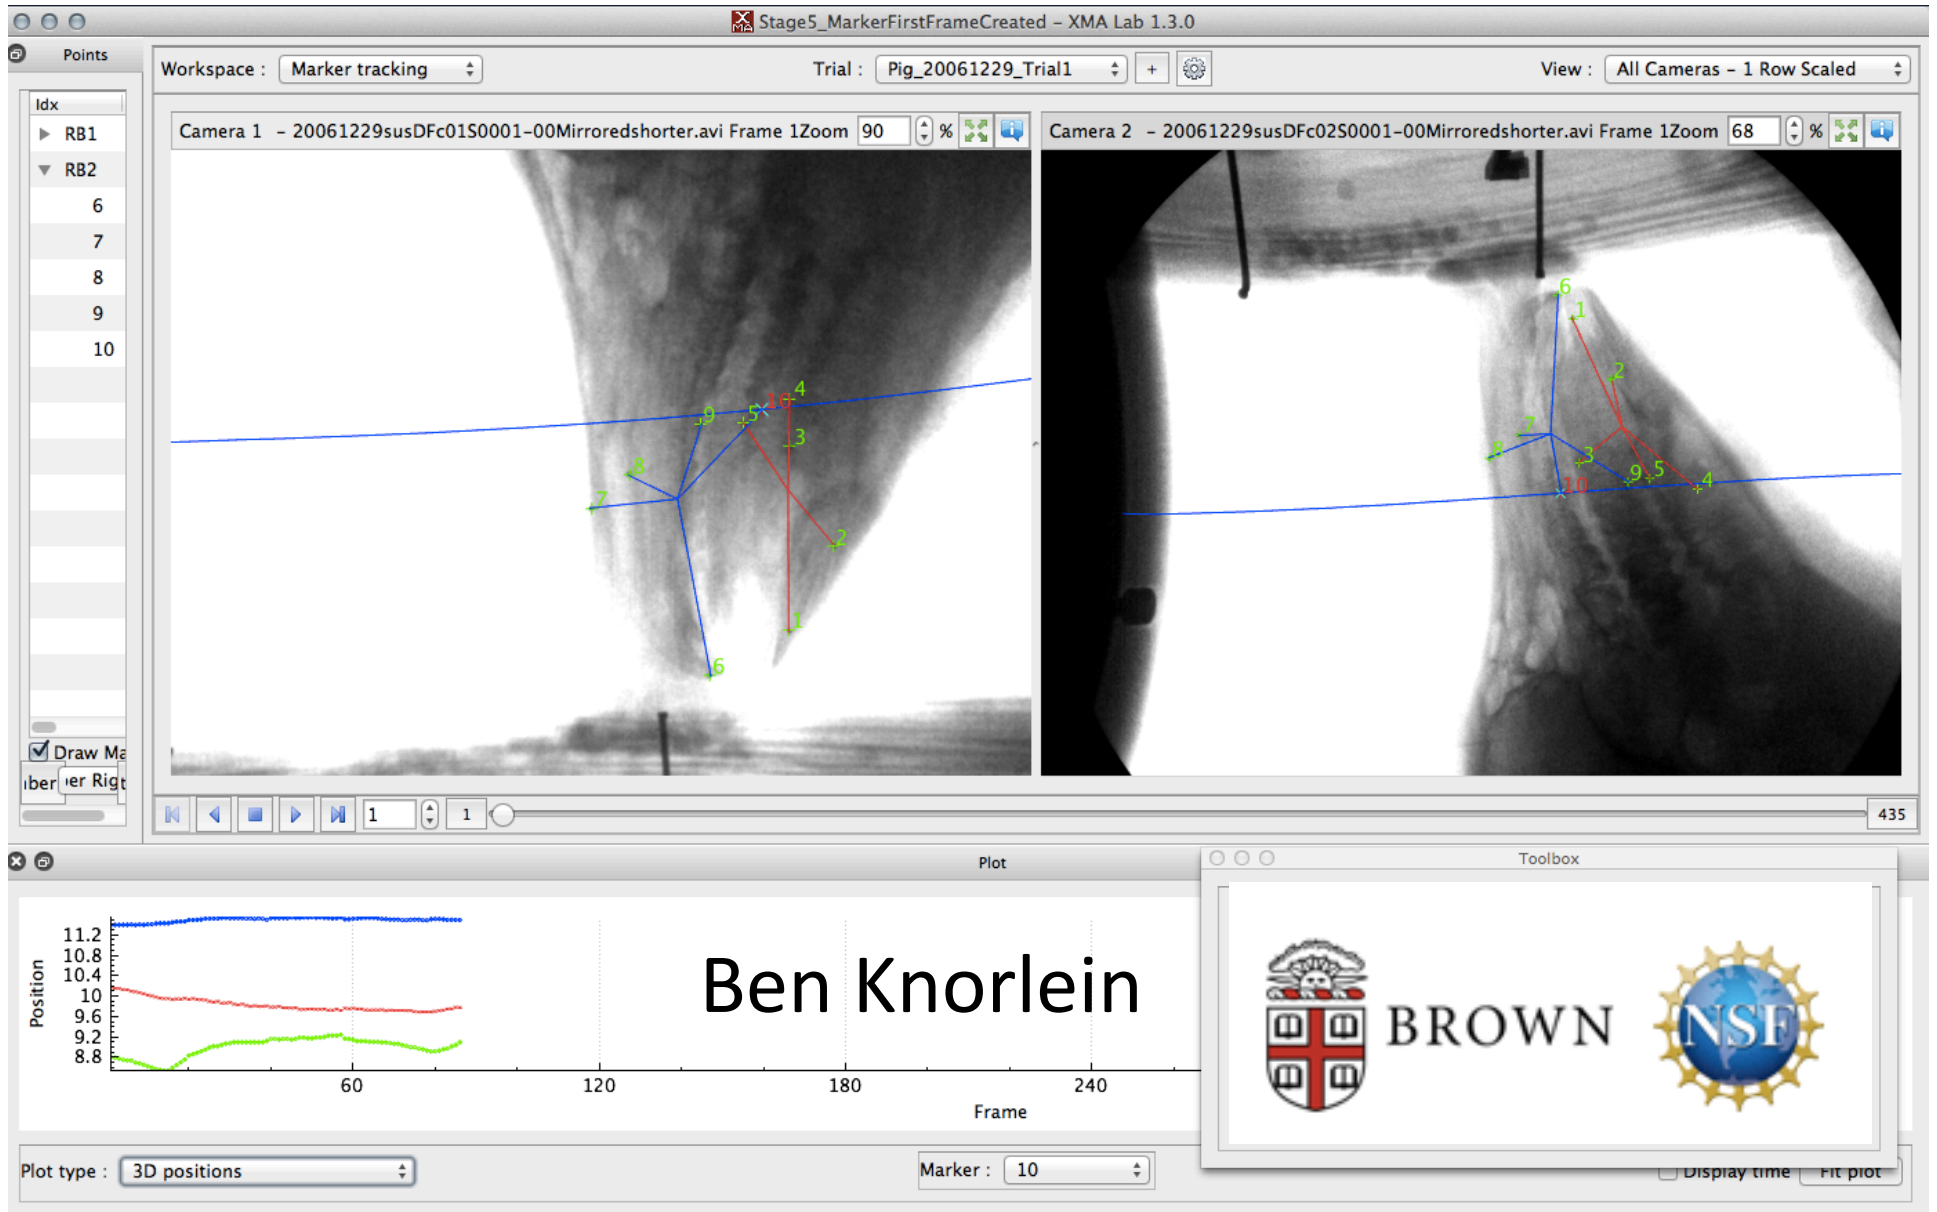 Stage5_MarkerFirstFrameCreated – XMA Lab 1.3.0
Points
Workspace : Marker tracking
Trial : Pig_20061229_Trial1 +
View : All Cameras – 1 Row Scaled
Idx
RB1
RB2
6
7
8
9
10
Draw Ma
ber
er Rig
t
Camera 1 – 20061229susDFc01S0001-00Mirroredshorter.avi Frame 1Zoom 90 %
4
10
9
5
3
8
7
2
1
6
Camera 2 – 20061229susDFc02S0001-00Mirroredshorter.avi Frame 1Zoom 68 %
6
1
2
7
8
3
9
5
4
10
1
1
435
Plot
Position
11.2
10.8
10.4
10
9.6
9.2
8.8
60 120 180 240
Frame
Ben Knorlein
Toolbox
BROWN
NSF
Plot type : 3D positions
Marker : 10
Display time
Fit plot